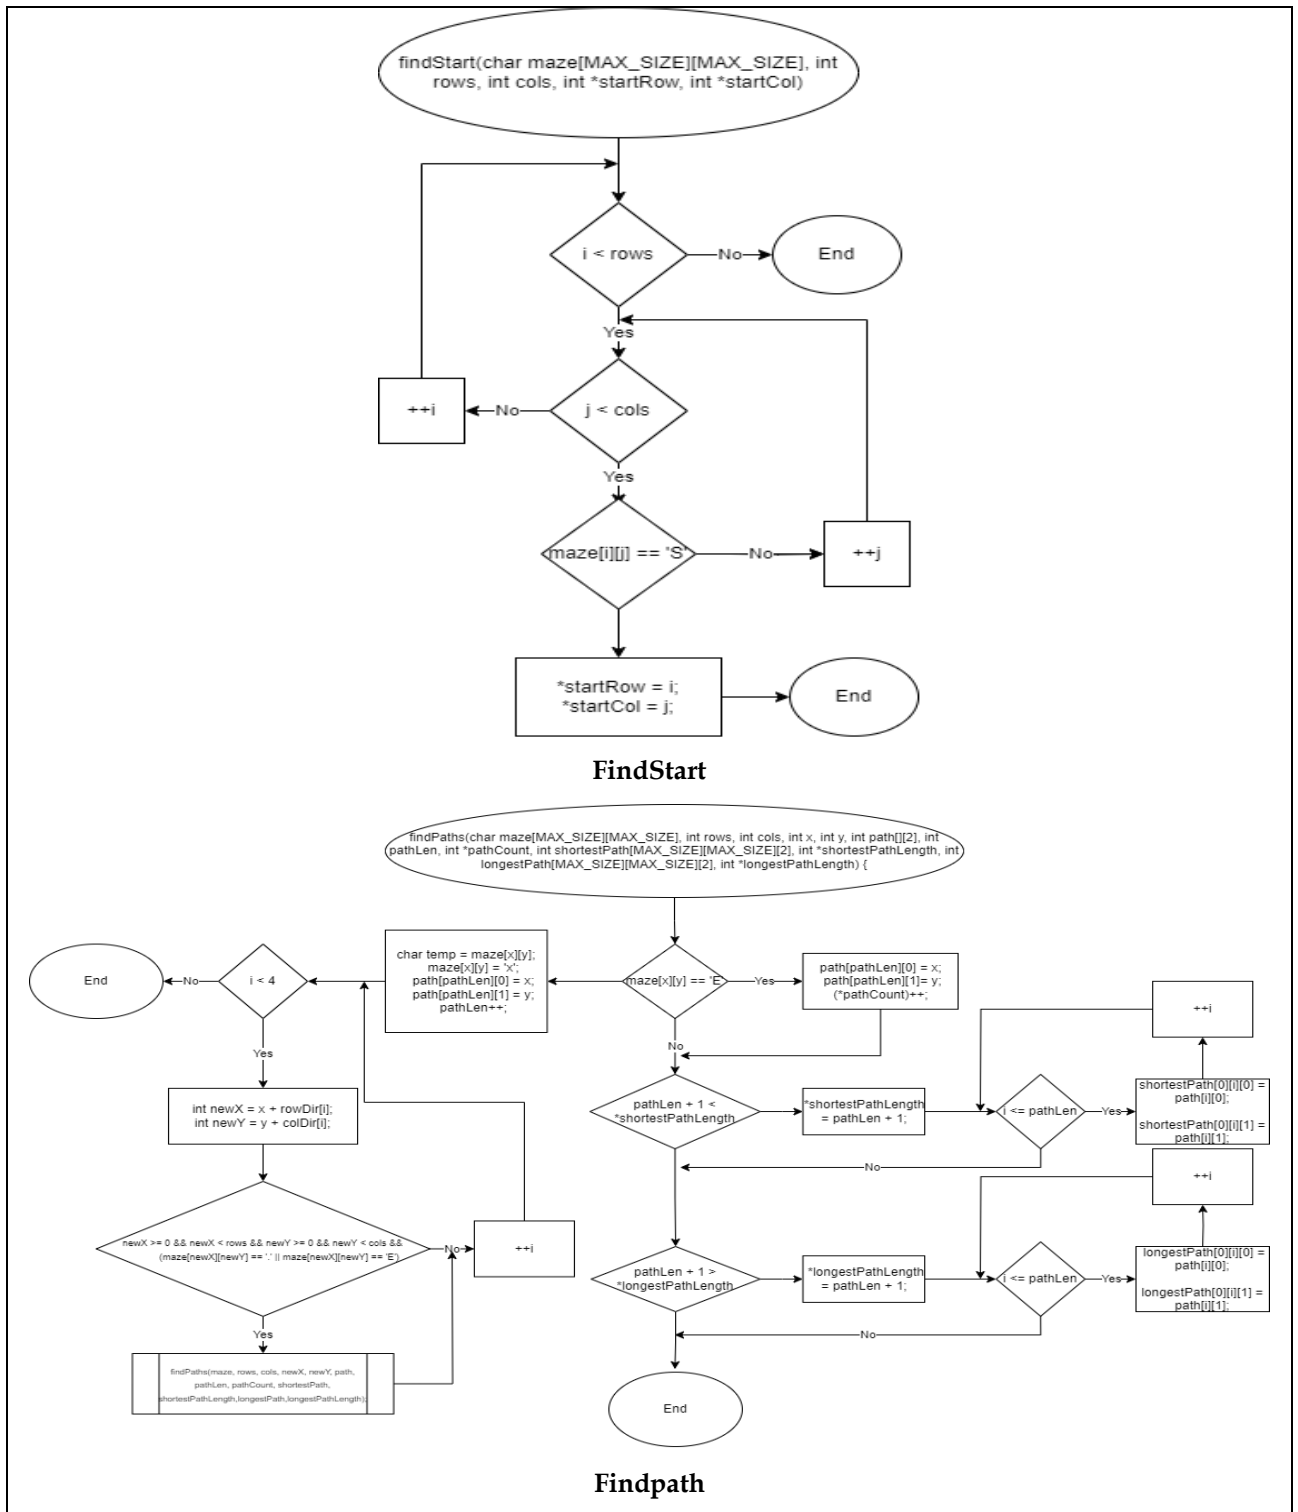 findStart(char maze[MAX_SIZE][MAX_SIZE], int
rows, int cols, int *startRow, int *startCol)
i < rows
No
End
Yes
++i
No
j < cols
Yes
maze[i][j] == 'S'
No
++j
*startRow = i;
*startCol = j;
End
FindStart
findPaths(char maze[MAX_SIZE][MAX_SIZE], int rows, int cols, int x, int y, int path[][2], int
pathLen, int *pathCount, int shortestPath[MAX_SIZE][MAX_SIZE][2], int *shortestPathLength, int
longestPath[MAX_SIZE][MAX_SIZE][2], int *longestPathLength) {
End
No
i < 4
char temp = maze[x][y];
maze[x][y] = 'x';
path[pathLen][0] = x;
path[pathLen][1] = y;
pathLen++;
maze[x][y] == 'E'
Yes
path[pathLen][0] = x;
path[pathLen][1]= y;
(*pathCount)++;
++i
Yes
No
int newX = x + rowDir[i];
int newY = y + colDir[i];
pathLen + 1 <
*shortestPathLength
*shortestPathLength
= pathLen + 1;
i <= pathLen
Yes
shortestPath[0][i][0] =
path[i][0];
shortestPath[0][i][1] =
path[i][1];
No
++i
newX >= 0 && newX < rows && newY >= 0 && newY < cols &&
(maze[newX][newY] == '.' || maze[newX][newY] == 'E')
No
++i
pathLen + 1 >
*longestPathLength
*longestPathLength
= pathLen + 1;
i <= pathLen
Yes
longestPath[0][i][0] =
path[i][0];
longestPath[0][i][1] =
path[i][1];
Yes
No
findPaths(maze, rows, cols, newX, newY, path,
pathLen, pathCount, shortestPath,
shortestPathLength,longestPath,longestPathLength);
End
Findpath